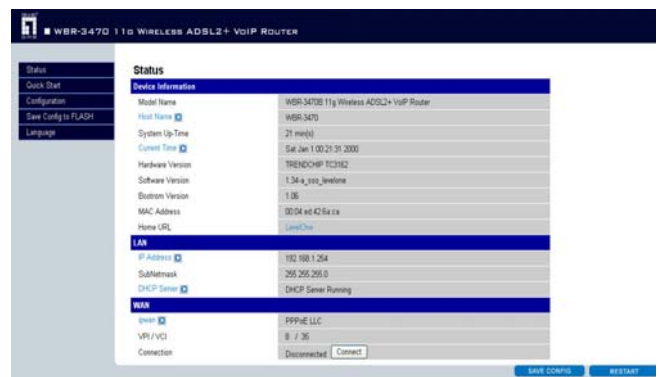 WBR-3470 11G WIRELESS ADSL2+ VOIP ROUTER
Status
Quick Start
Configuration
Save Config to FLASH
Language
Status
Device Information
Model Name WBR-3470B 11g Wireless ADSL2+ VoIP Router
Host Name WBR-3470
System Up-Time 21 min(s)
Current Time Sat Jan 1 00:21:31 2000
Hardware Version TRENDCHIP TC3162
Software Version
Bootrom Version 1.06
MAC Address 00:04:ed:42:6e:ca
Home URL LevelOne
LAN
IP Address 192.168.1.254
SubNetmask 255.255.255.0
DHCP Server DHCP Server Running
WAN
ipwan PPPoE LLC
VPI / VCI 8 / 35
Connection Disconnected Connect
SAVE CONFIG RESTART